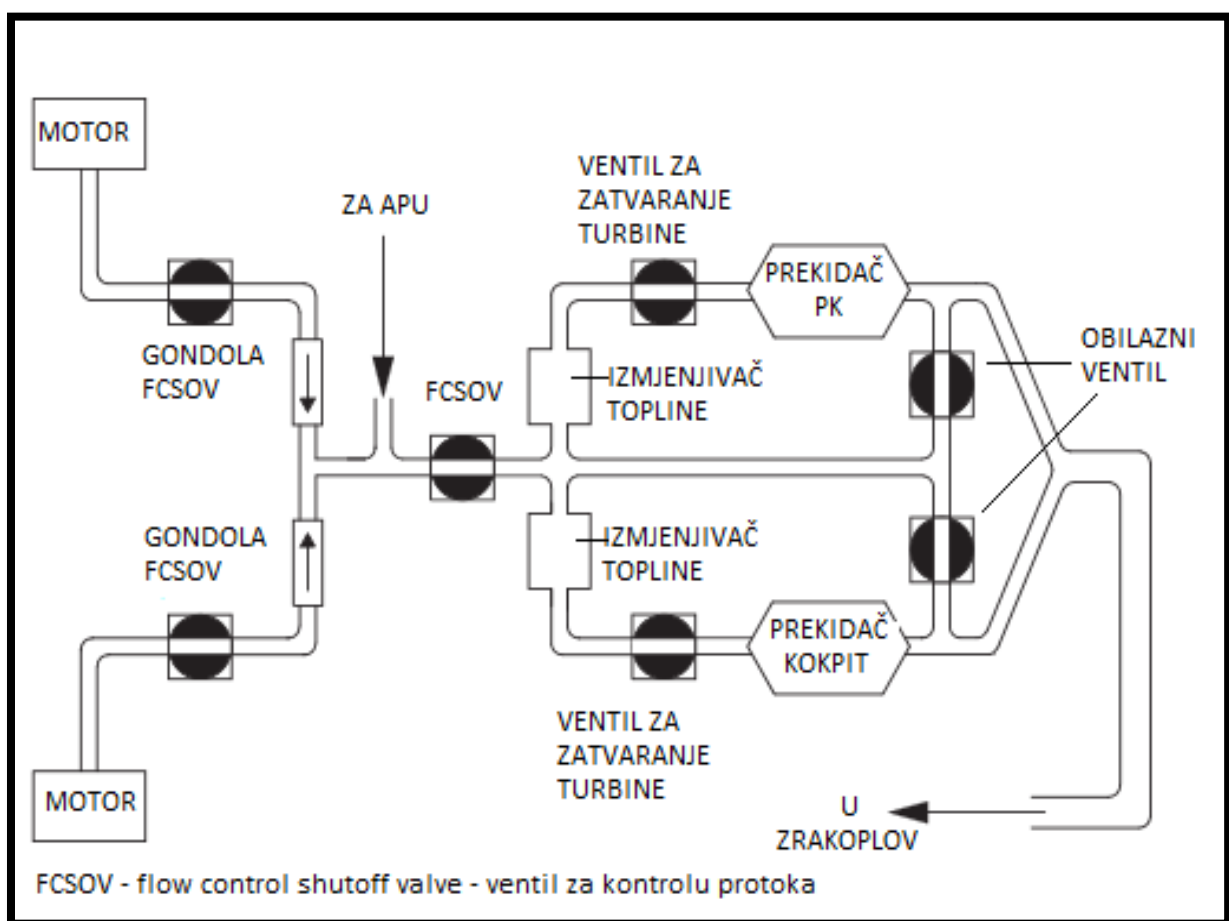 MOTOR
ZA APU
VENTIL ZA
ZATVARANJE
TURBINE
PREKIDAČ
PK
GONDOLA
FCSOV
FCSOV
IZMJENJIVAČ
TOPLINE
OBILAZNI
VENTIL
GONDOLA
FCSOV
IZMJENJIVAČ
TOPLINE
PREKIDAČ
KOKPIT
VENTIL ZA
ZATVARANJE
TURBINE
MOTOR
U
ZRAKOPLOV
FCSOV - flow control shutoff valve - ventil za kontrolu protoka